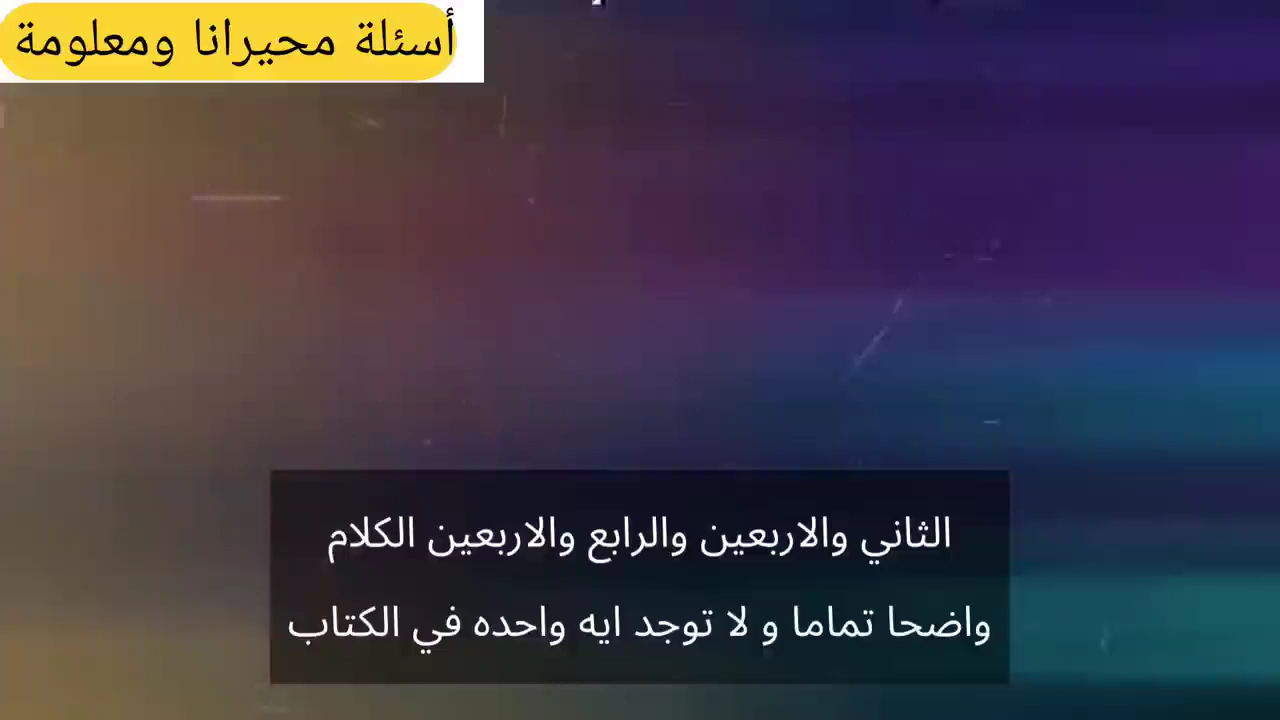 أسئلة محيرانا ومعلومة
الثاني والاربعين والرابع والاربعين الكلام
واضحا تماما و لا توجد ايه واحده في الكتاب